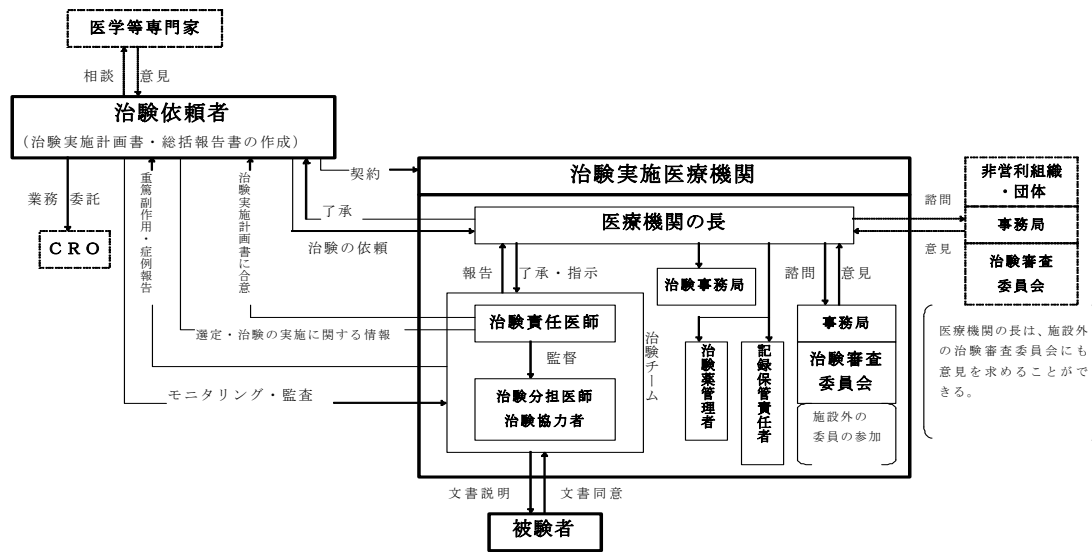 医学等専門家
相談
意見
治験依頼者
(治験実施計画書・総括報告書の作成)
業務
委託
CRO
重篤副作用・症例報告
治験実施計画書に合意
契約
了承
治験の依頼
選定・治験の実施に関する情報
モニタリング・監査
治験実施医療機関
医療機関の長
報告
了承・指示
治験責任医師
監督
治験分担医師
治験協力者
治験チーム
治験事務局
治験薬管理者
記録保管責任者
諮問
意見
事務局
治験審査
委員会
施設外の
委員の参加
諮問
意見
非営利組織
・団体
事務局
治験審査
委員会
医療機関の長は、施設外
の治験審査委員会にも
意見を求めることがで
きる。
文書説明
文書同意
被験者